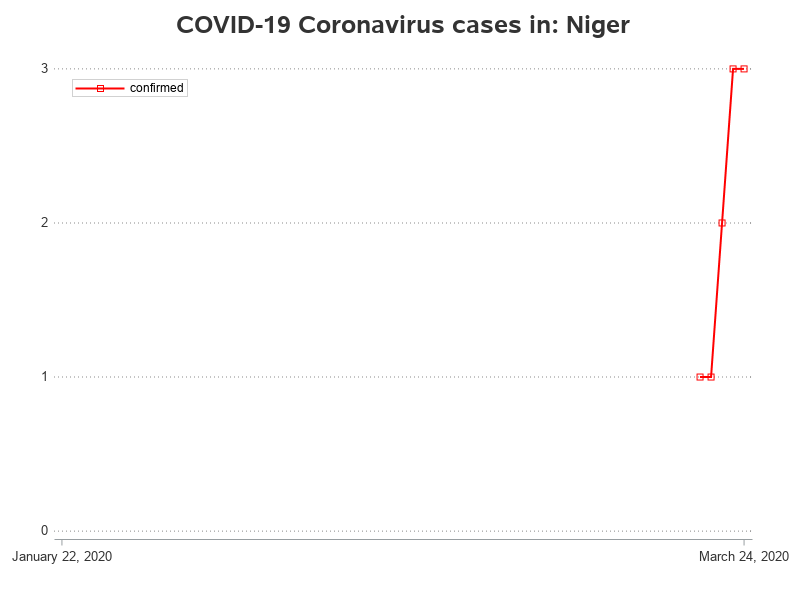 COVID-19 Coronavirus cases in: Niger
3
confirmed
2
1
0
January 22, 2020
March 24, 2020